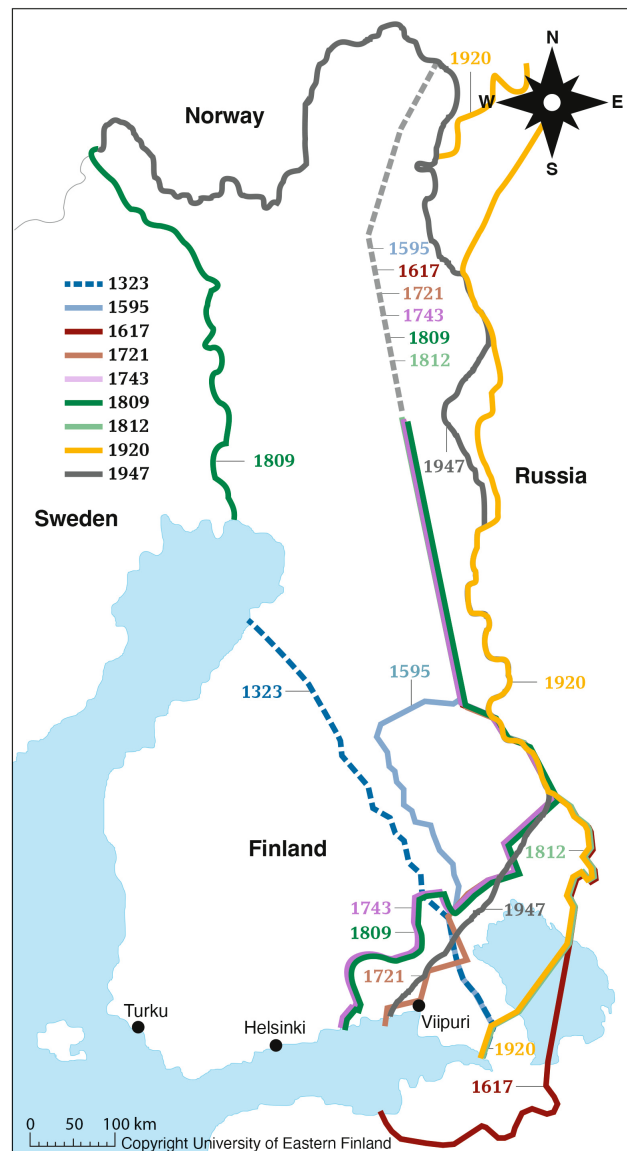 N
1920
W
E
Norway
S
1595
1617
1721
1743
1809
1812
1323
1595
1617
1721
1743
1809
1812
1920
1947
1809
1947
Russia
Sweden
1595
1323
1920
Finland
1812
1743
1947
1809
1721
Turku
Viipuri
Helsinki
1920
1617
0 50 100 km
Copyright University of Eastern Finland